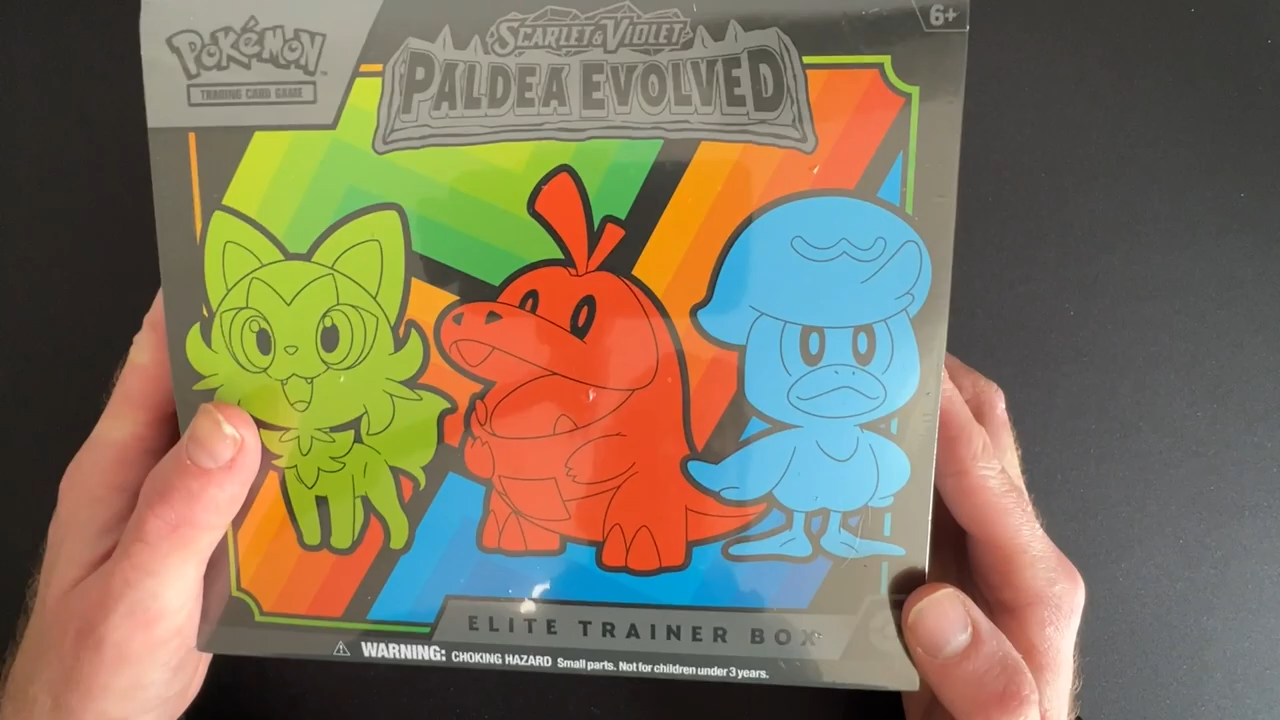 POKéMON
TRADING CARD GAME
SCARLET & VIOLET
PALDEA EVOLVED
6+
ELITE TRAINER BOX
WARNING: CHOKING HAZARD Small parts. Not for children under 3 years.